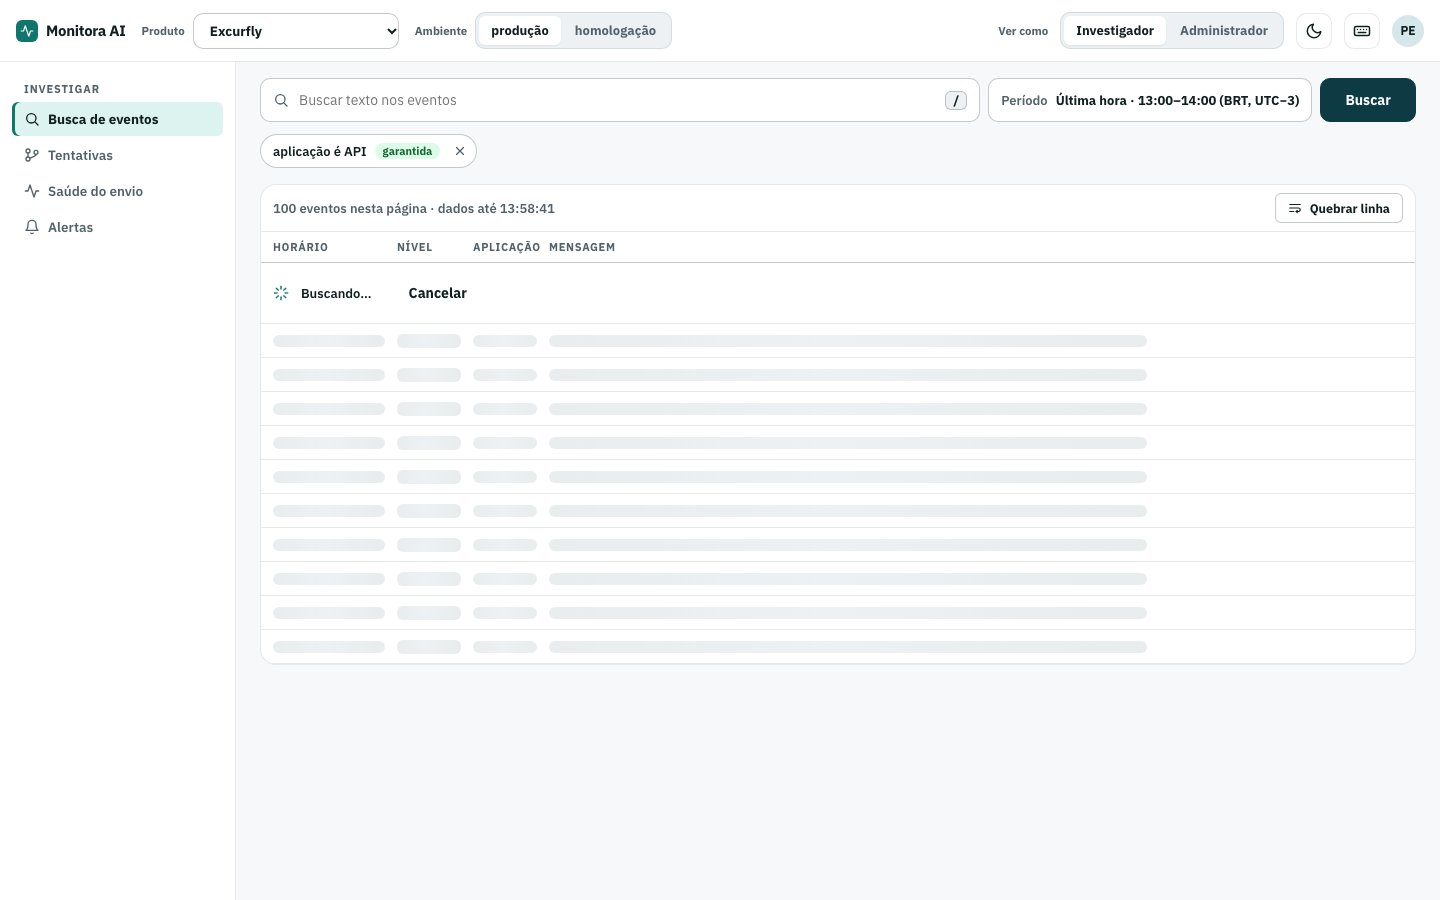 Monitora AI
Produto
Excurfly
Ambiente
produção
homologação
Ver como
Investigador
Administrador
PE
INVESTIGAR
Busca de eventos
Tentativas
Saúde do envio
Alertas
Buscar texto nos eventos
/
Período Última hora · 13:00–14:00 (BRT, UTC−3)
Buscar
aplicação é API garantida
100 eventos nesta página · dados até 13:58:41
Quebrar linha
HORÁRIO NÍVEL APLICAÇÃO MENSAGEM
Buscando…
Cancelar